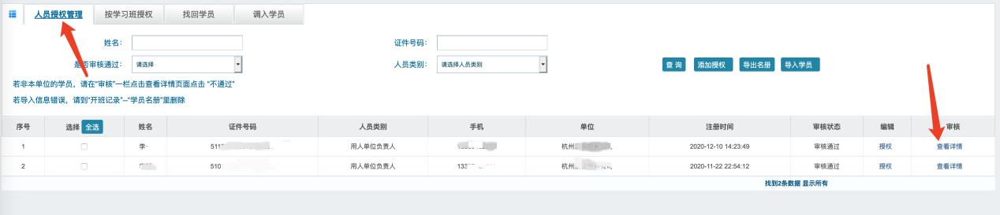 人员授权管理 按学习班授权 找回学员 调入学员
姓名： 证件号码：
是否审核通过： 请选择 人员类别： 请选择人员类别 查 询 添加授权 导出名册 导入学员
若非本单位的学员，请在“审核”一栏点击查看详情页面点击 “不通过”
若导入信息错误，请到“开班记录”--“学员名册”里删除
序号 选择 全选 姓名 证件号码 人员类别 手机 单位 注册时间 审核状态 编辑 审核
1 李 511 用人单位负责人 杭州 2020-12-10 14:23:49 审核通过 授权 查看详情
2 510 用人单位负责人 133 杭州 公司 2020-11-22 22:54:12 审核通过 授权 查看详情
找到2条数据 显示所有